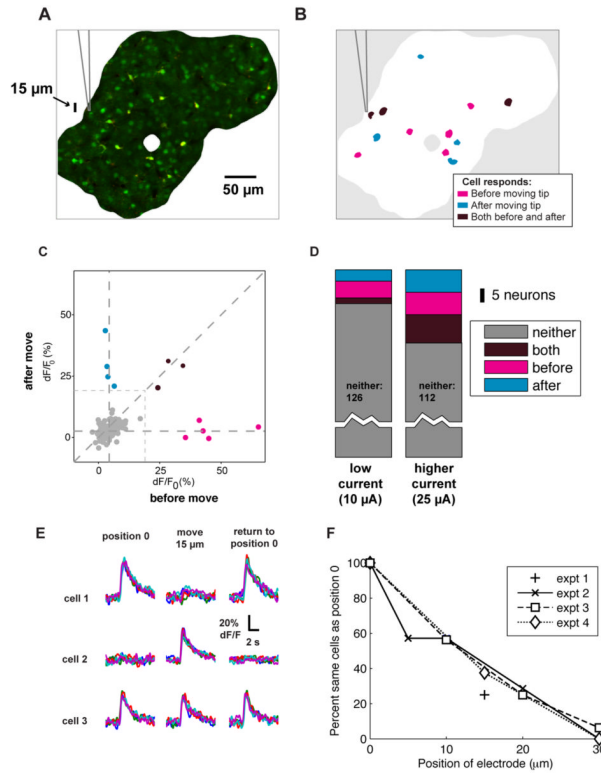 A
15 µm
50 µm
B
Cell responds:
Before moving tip
After moving tip
Both before and after
C
after move
dF/F0 (%)
50
25
0
0
25
50
dF/F0(%)
before move
D
5 neurons
neither
both
before
after
neither:
126
neither:
112
low
current
(10 µA)
higher
current
(25 µA)
E
position 0
move
15 µm
return to
position 0
cell 1
cell 2
cell 3
20%
dF/F
2 s
F
Percent same cells as position 0
100
80
60
40
20
0
0
10
20
30
Position of electrode (µm)
expt 1
expt 2
expt 3
expt 4